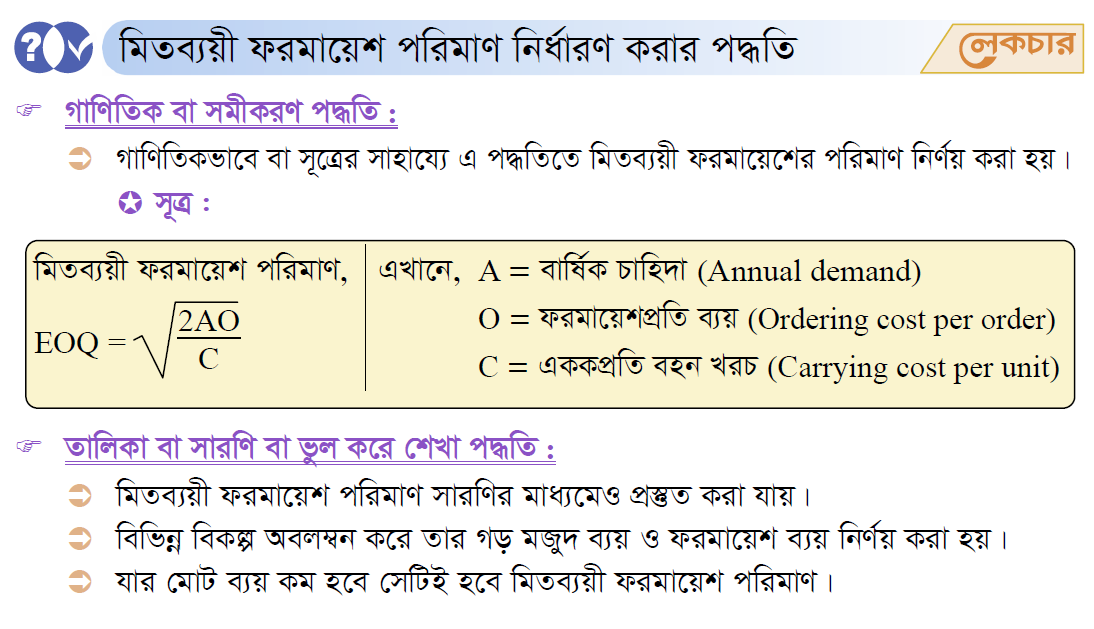 মিতব্যয়ী ফরমায়েশ পরিমাণ নির্ধারণ করার পদ্ধতি
লেকচার
গাণিতিক বা সমীকরণ পদ্ধতি :
গাণিতিকভাবে বা সূত্রের সাহায্যে এ পদ্ধতিতে মিতব্যয়ী ফরমায়েশের পরিমাণ নির্ণয় করা হয়।
সূত্র :
মিতব্যয়ী ফরমায়েশ পরিমাণ,
EOQ = √(2AO/C)
এখানে, A = বার্ষিক চাহিদা (Annual demand)
O = ফরমায়েশপ্রতি ব্যয় (Ordering cost per order)
C = এককপ্রতি বহন খরচ (Carrying cost per unit)
তালিকা বা সারণি বা ভুল করে শেখা পদ্ধতি :
মিতব্যয়ী ফরমায়েশ পরিমাণ সারণির মাধ্যমেও প্রস্তুত করা যায়।
বিভিন্ন বিকল্প অবলম্বন করে তার গড় মজুদ ব্যয় ও ফরমায়েশ ব্যয় নির্ণয় করা হয়।
যার মোট ব্যয় কম হবে সেটিই হবে মিতব্যয়ী ফরমায়েশ পরিমাণ।